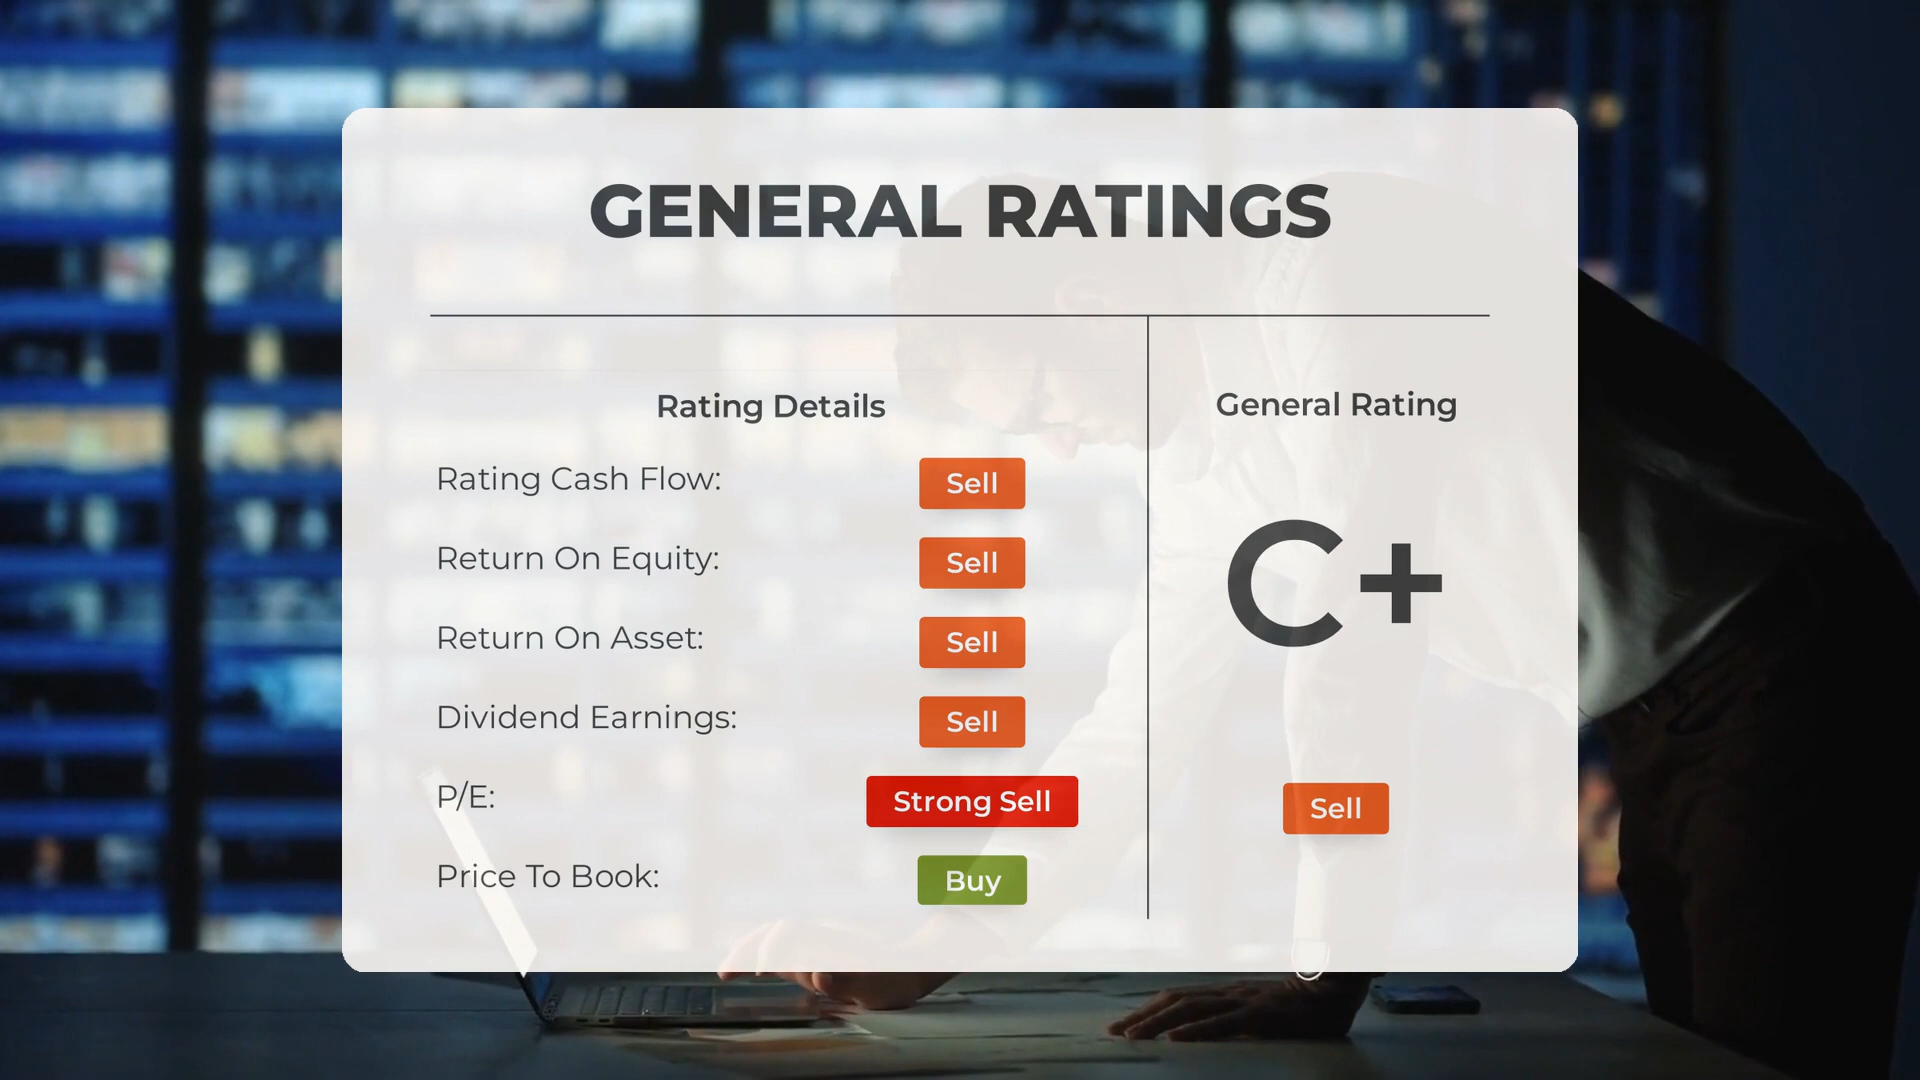 GENERAL RATINGS
Rating Details
Rating Cash Flow: Sell
Return On Equity: Sell
Return On Asset: Sell
Dividend Earnings: Sell
P/E: Strong Sell
Price To Book: Buy
General Rating
C+
Sell